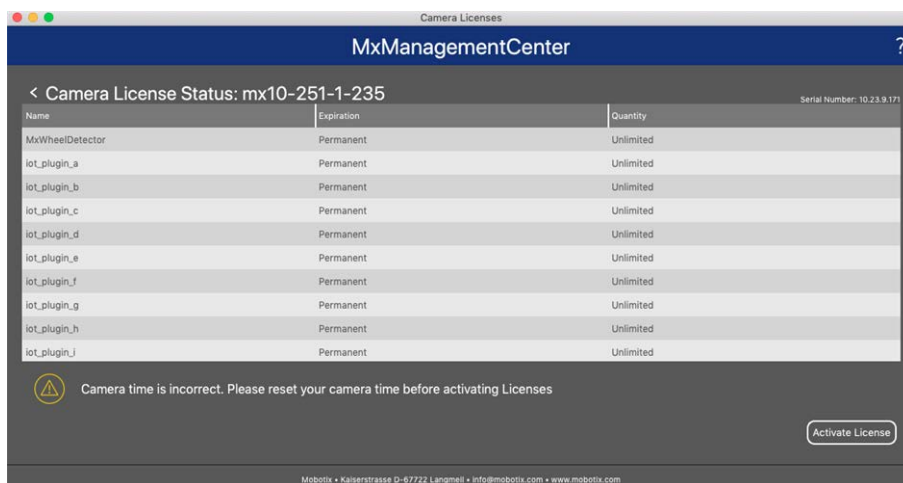 Camera Licenses
MxManagementCenter ?
< Camera License Status: mx10-251-1-235
Serial Number: 10.23.9.171
Name Expiration Quantity
MxWheelDetector Permanent Unlimited
iot_plugin_a Permanent Unlimited
iot_plugin_b Permanent Unlimited
iot_plugin_c Permanent Unlimited
iot_plugin_d Permanent Unlimited
iot_plugin_e Permanent Unlimited
iot_plugin_f Permanent Unlimited
iot_plugin_g Permanent Unlimited
iot_plugin_h Permanent Unlimited
iot_plugin_i Permanent Unlimited
Camera time is incorrect. Please reset your camera time before activating Licenses
Activate License
Mobotix • Kaiserstrasse D-67722 Langmeil • info@mobotix.com • www.mobotix.com